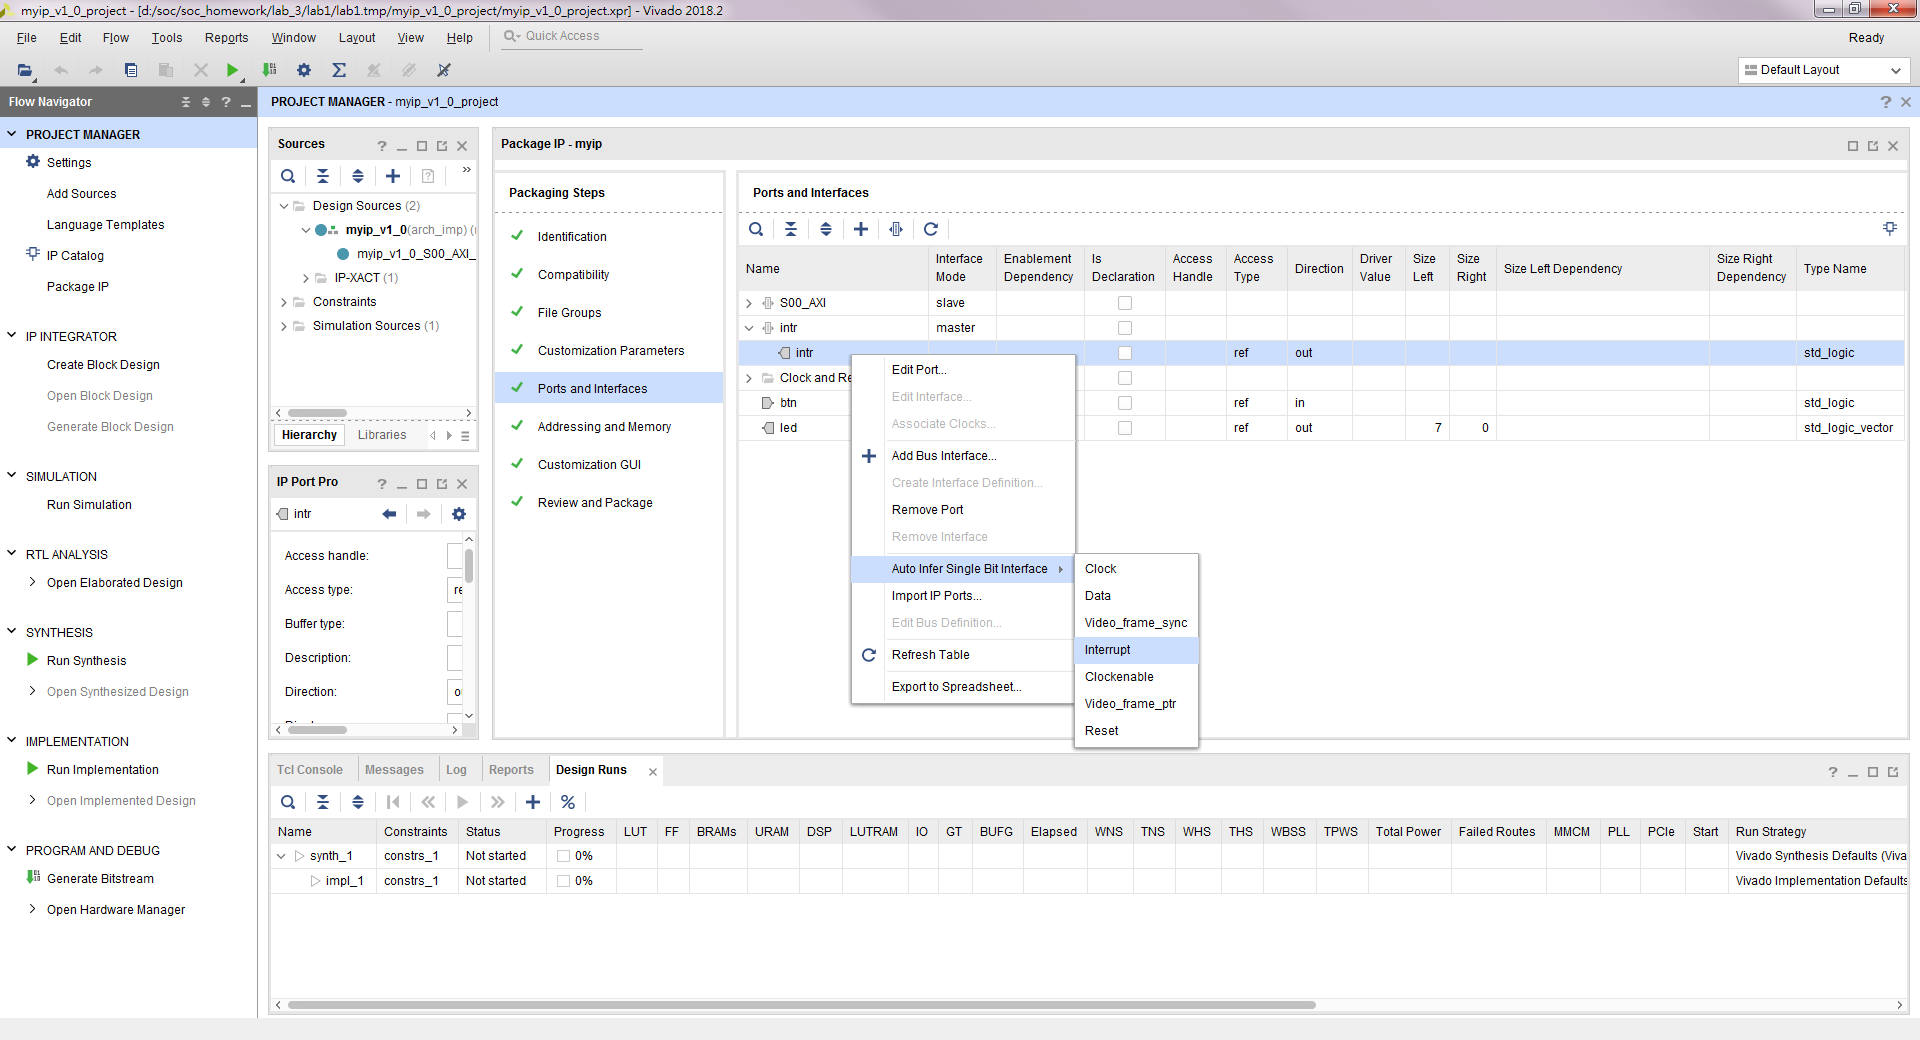 myip_v1_0_project - [d:/soc/soc_homework/lab_3/lab1/lab1.tmp/myip_v1_0_project/myip_v1_0_project.xpr] - Vivado 2018.2
File Edit Flow Tools Reports Window Layout View Help Quick Access Ready
Default Layout
Flow Navigator
PROJECT MANAGER - myip_v1_0_project
PROJECT MANAGER
Settings
Add Sources
Language Templates
IP Catalog
Package IP
IP INTEGRATOR
Create Block Design
Open Block Design
Generate Block Design
SIMULATION
Run Simulation
RTL ANALYSIS
Open Elaborated Design
SYNTHESIS
Run Synthesis
Open Synthesized Design
IMPLEMENTATION
Run Implementation
Open Implemented Design
PROGRAM AND DEBUG
Generate Bitstream
Open Hardware Manager
Sources
Design Sources (2)
myip_v1_0(arch_imp) (
myip_v1_0_S00_AXI_
IP-XACT (1)
Constraints
Simulation Sources (1)
Hierarchy Libraries
IP Port Pro
intr
Access handle:
Access type: re
Buffer type:
Description:
Direction: o
Package IP - myip
Packaging Steps
Identification
Compatibility
File Groups
Customization Parameters
Ports and Interfaces
Addressing and Memory
Customization GUI
Review and Package
Ports and Interfaces
Name Interface Mode Enablement Dependency Is Declaration Access Handle Access Type Direction Driver Value Size Left Size Right Size Left Dependency Size Right Dependency Type Name
S00_AXI slave
intr master
intr ref out std_logic
Clock and Re
btn ref in std_logic
led ref out 7 0 std_logic_vector
Edit Port...
Edit Interface...
Associate Clocks...
Add Bus Interface...
Create Interface Definition...
Remove Port
Remove Interface
Auto Infer Single Bit Interface
Import IP Ports...
Edit Bus Definition...
Refresh Table
Export to Spreadsheet...
Clock
Data
Video_frame_sync
Interrupt
Clockenable
Video_frame_ptr
Reset
Tcl Console Messages Log Reports Design Runs
Name Constraints Status Progress LUT FF BRAMs URAM DSP LUTRAM IO GT BUFG Elapsed WNS TNS WHS THS WBSS TPWS Total Power Failed Routes MMCM PLL PCIe Start Run Strategy
synth_1 constrs_1 Not started 0% Vivado Synthesis Defaults (Viva
impl_1 constrs_1 Not started 0% Vivado Implementation Defaults